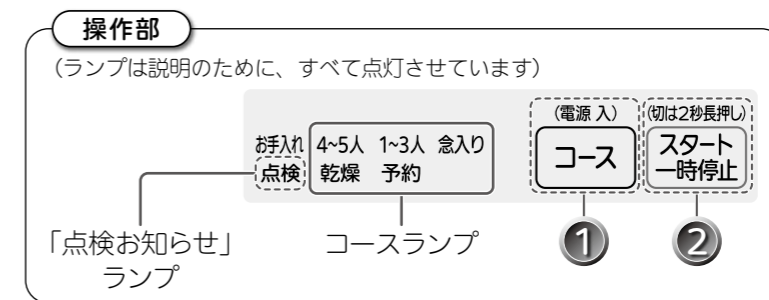 操作部
(ランプは説明のために、すべて点灯させています)
(電源 入) (切は2秒長押し)
お手入れ 4~5人 1~3人 念入り
点検 乾燥 予約
コース
スタート
一時停止
「点検お知らせ」
ランプ
コースランプ
1 2